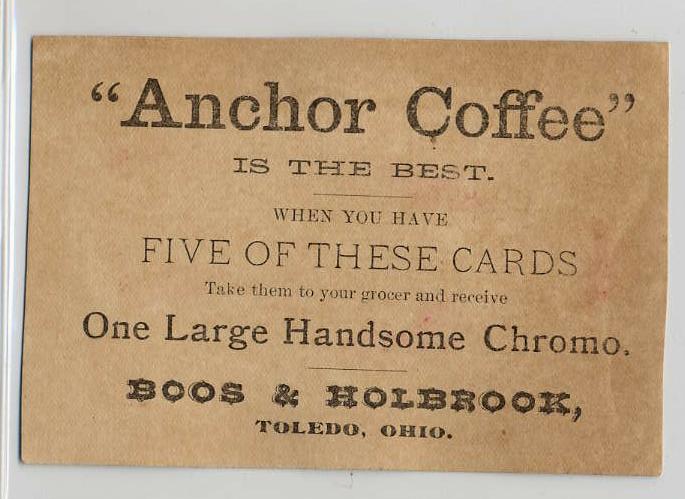 “Anchor Coffee”
IS THE BEST.
WHEN YOU HAVE
FIVE OF THESE CARDS
Take them to your grocer and receive
One Large Handsome Chromo.
BOOS & HOLBROOK,
TOLEDO, OHIO.